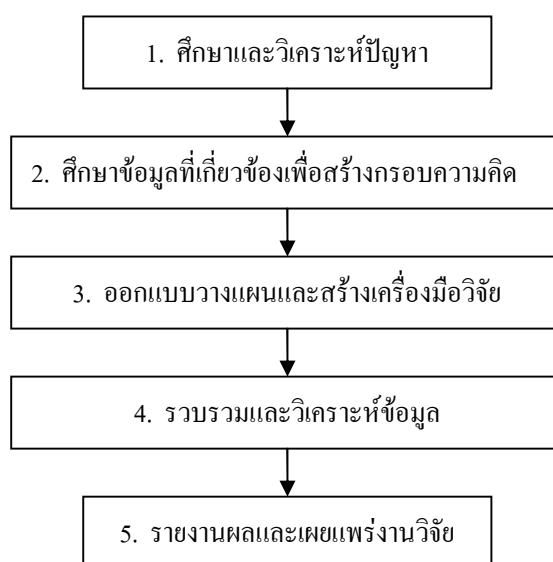 1. ศึกษาและวิเคราะห์ปัญหา
2. ศึกษาข้อมูลที่เกี่ยวข้องเพื่อสร้างกรอบความคิด
3. ออกแบบวางแผนและสร้างเครื่องมือวิจัย
4. รวบรวมและวิเคราะห์ข้อมูล
5. รายงานผลและเผยแพร่งานวิจัย